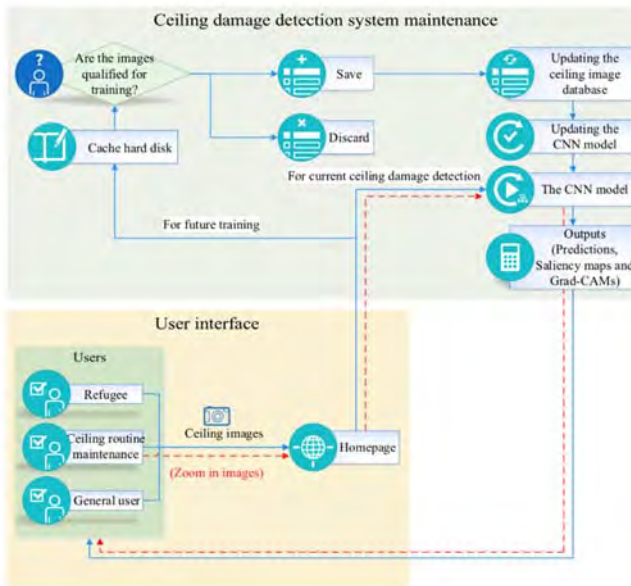 Ceiling damage detection system maintenance
?
Are the images
qualified for
training?
Save
Updating the
ceiling image
database
Cache hard disk
Discard
Updating the
CNN model
For current ceiling damage detection
The CNN model
For future training
Outputs
(Predictions,
Saliency maps and
Grad-CAMs)
User interface
Users
Refugee
Ceiling images
Ceiling routine
maintenance
Homepage
(Zoom in images)
General user